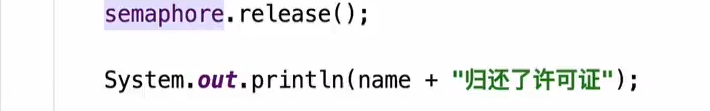 semaphore.release();
System.out.println(name + "归还了许可证");